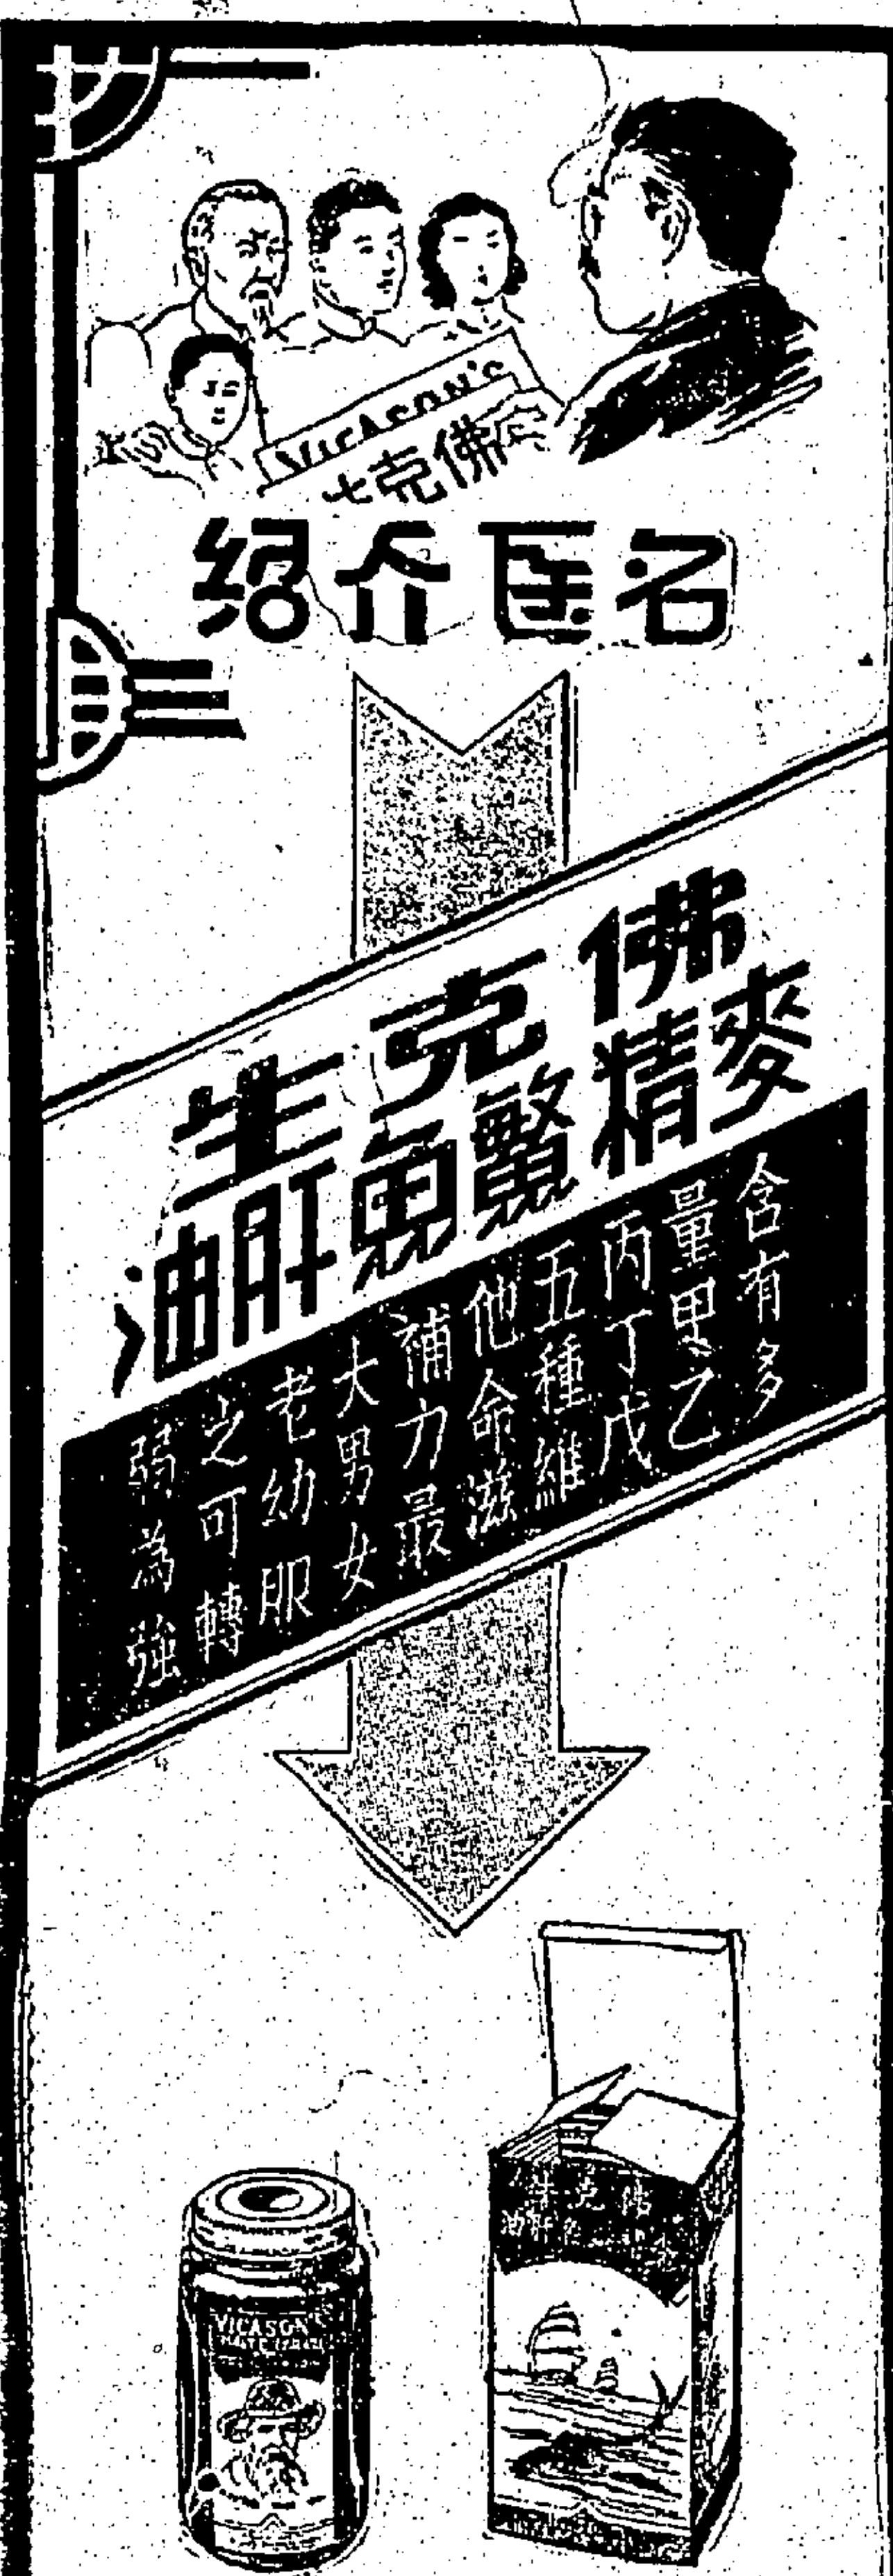 VICASON'S
佛克
名医介紹
佛克生
麥精鰵魚肝油
含有多
量甲乙
丙丁戊
五種維
他命滋
補力最
大男女
老幼服
之可轉
弱為強
佛克生
VICASON'S